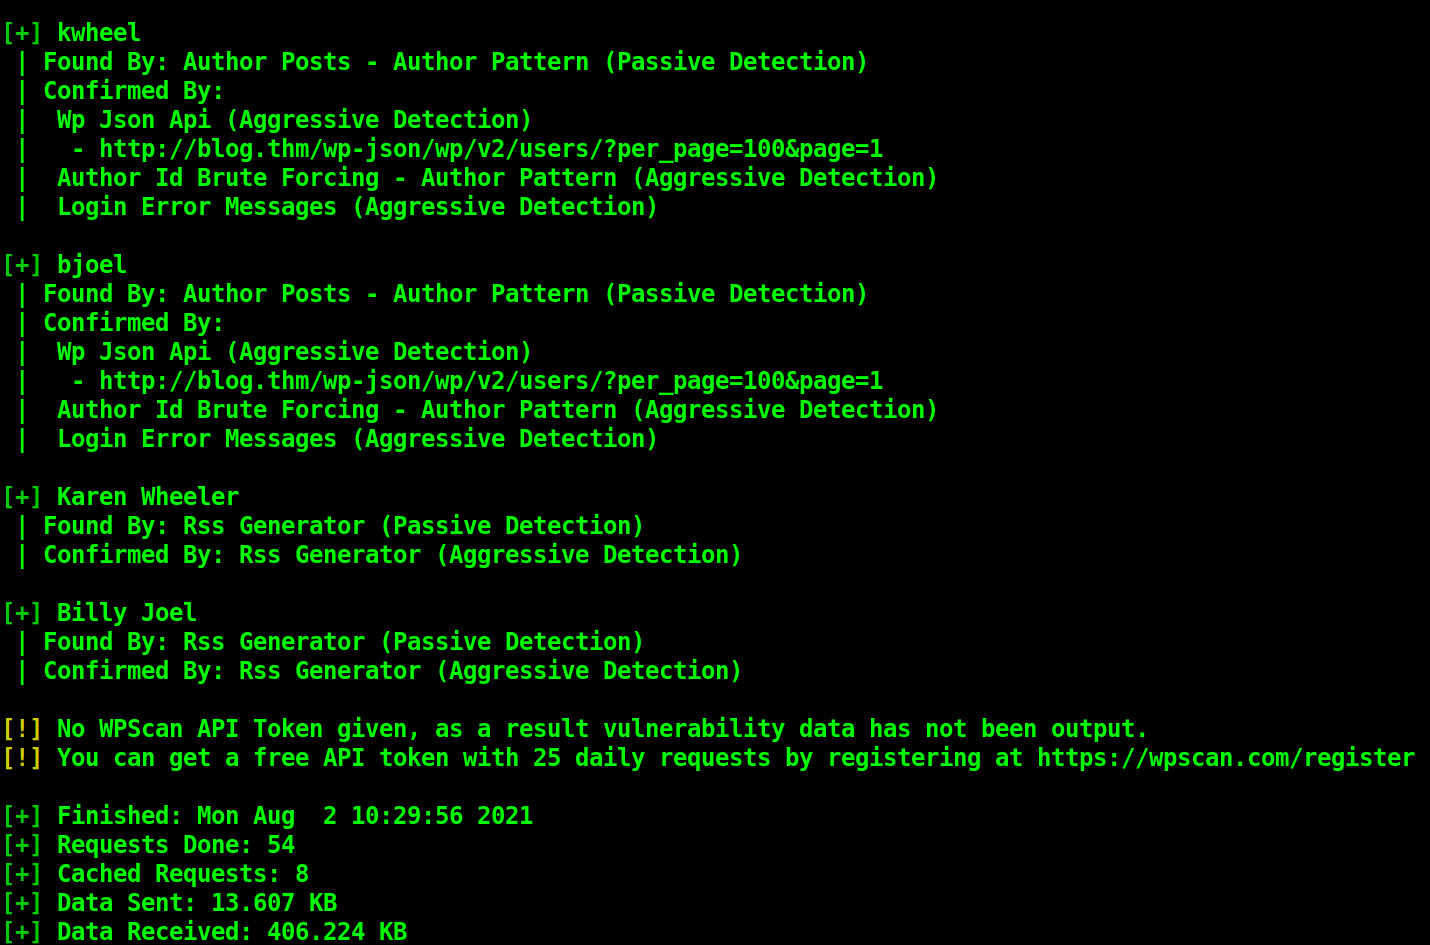 [+] kwheel
 | Found By: Author Posts - Author Pattern (Passive Detection)
 | Confirmed By:
 |  Wp Json Api (Aggressive Detection)
 |   - http://blog.thm/wp-json/wp/v2/users/?per_page=100&page=1
 |  Author Id Brute Forcing - Author Pattern (Aggressive Detection)
 |  Login Error Messages (Aggressive Detection)

[+] bjoel
 | Found By: Author Posts - Author Pattern (Passive Detection)
 | Confirmed By:
 |  Wp Json Api (Aggressive Detection)
 |   - http://blog.thm/wp-json/wp/v2/users/?per_page=100&page=1
 |  Author Id Brute Forcing - Author Pattern (Aggressive Detection)
 |  Login Error Messages (Aggressive Detection)

[+] Karen Wheeler
 | Found By: Rss Generator (Passive Detection)
 | Confirmed By: Rss Generator (Aggressive Detection)

[+] Billy Joel
 | Found By: Rss Generator (Passive Detection)
 | Confirmed By: Rss Generator (Aggressive Detection)

[!] No WPScan API Token given, as a result vulnerability data has not been output.
[!] You can get a free API token with 25 daily requests by registering at https://wpscan.com/register

[+] Finished: Mon Aug  2 10:29:56 2021
[+] Requests Done: 54
[+] Cached Requests: 8
[+] Data Sent: 13.607 KB
[+] Data Received: 406.224 KB